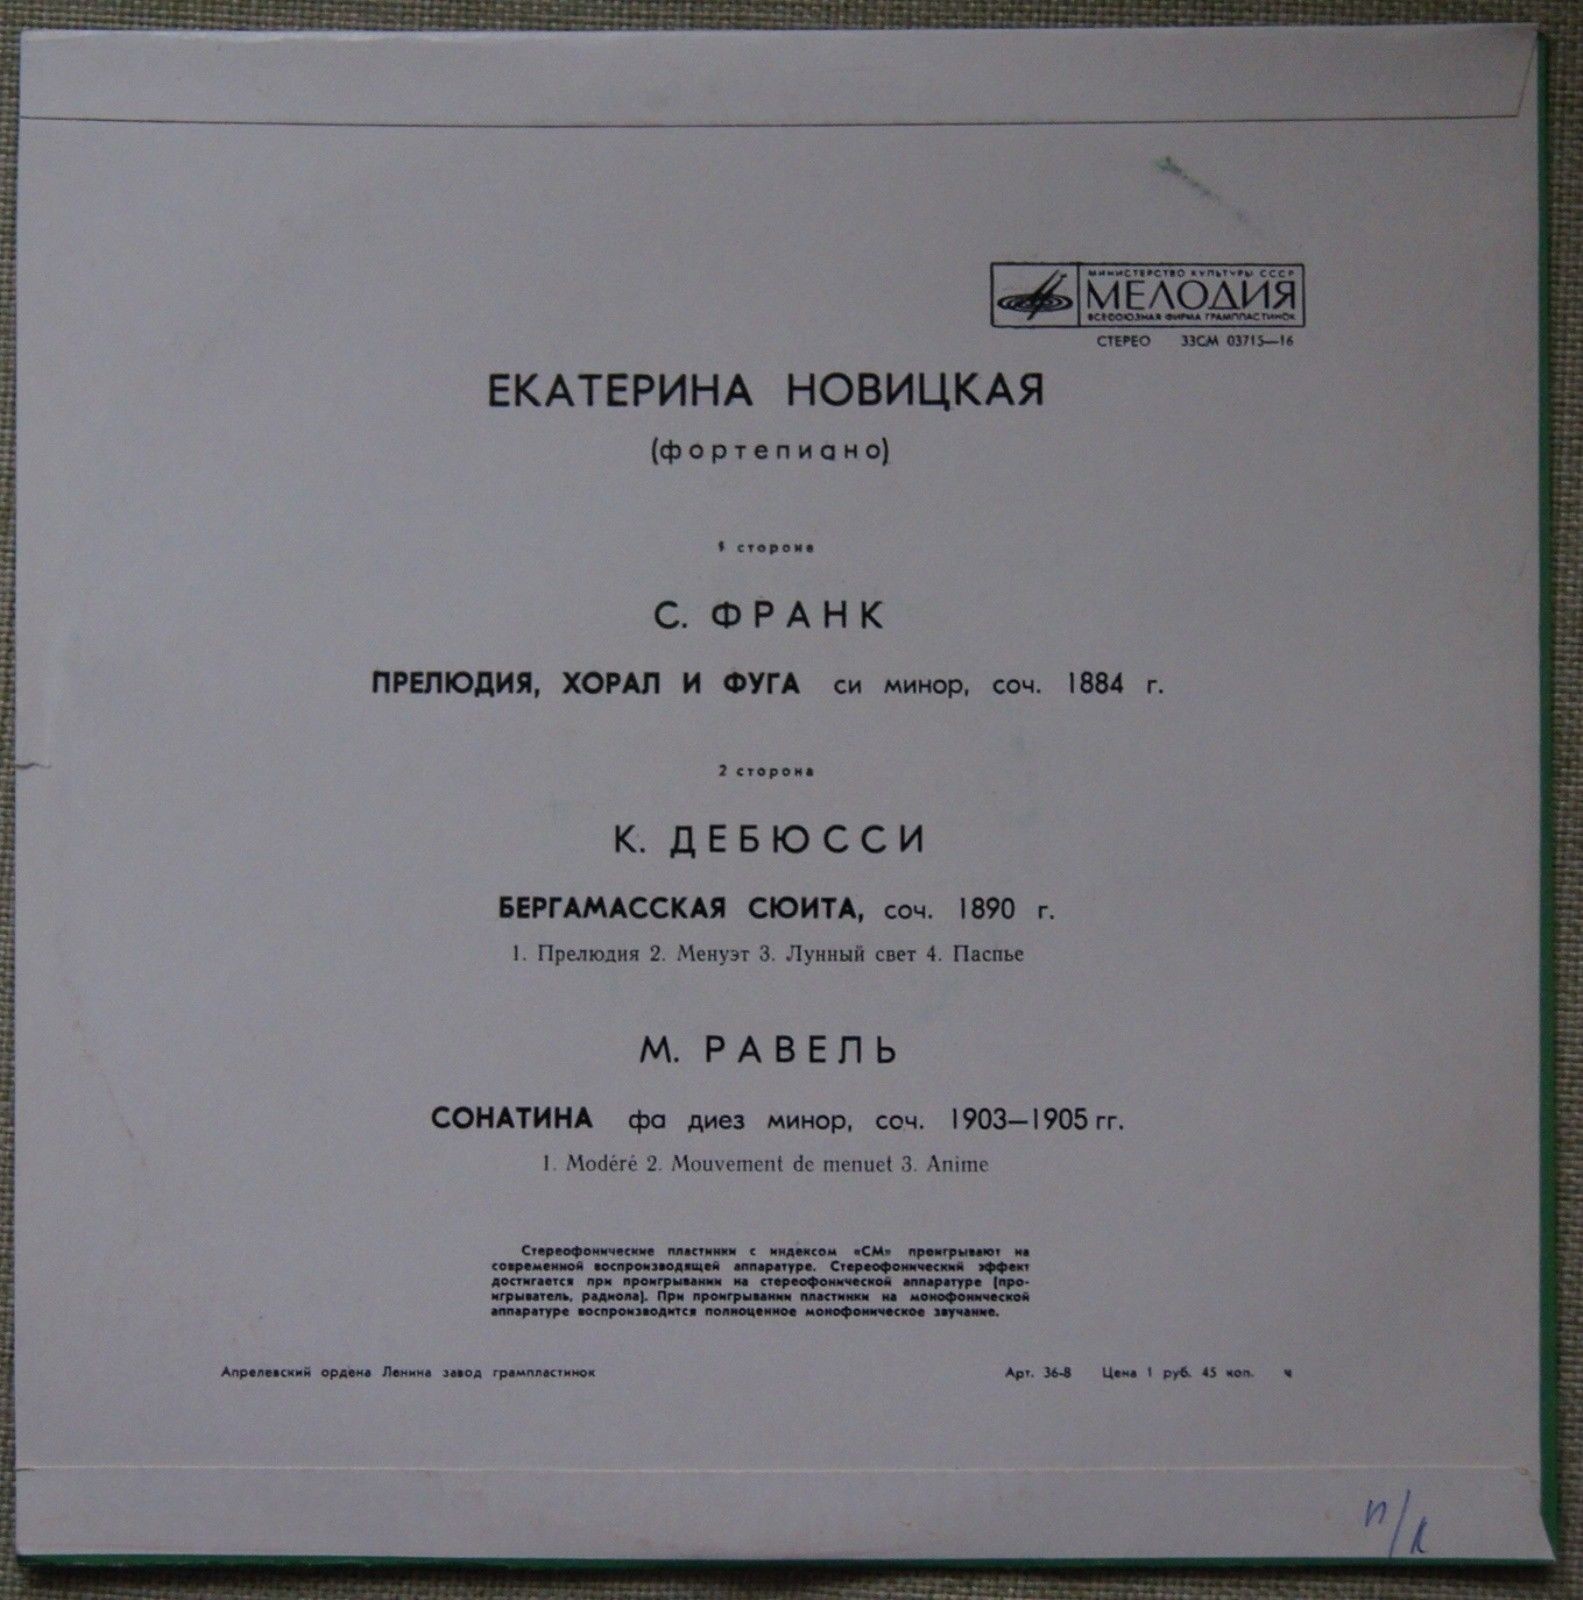 МИНИСТЕРСТВО КУЛЬТУРЫ СССР
МЕЛОДИЯ
ВСЕСОЮЗНАЯ ФИРМА ГРАМПЛАСТИНОК
СТЕРЕО 33СМ 03715—16
ЕКАТЕРИНА НОВИЦКАЯ
(фортепиано)
1 сторона
С. ФРАНК
ПРЕЛЮДИЯ, ХОРАЛ И ФУГА си минор, соч. 1884 г.
2 сторона
К. ДЕБЮССИ
БЕРГАМАССКАЯ СЮИТА, соч. 1890 г.
1. Прелюдия 2. Менуэт 3. Лунный свет 4. Паспье
М. РАВЕЛЬ
СОНАТИНА фа диез минор, соч. 1903—1905 гг.
1. Modéré 2. Mouvement de menuet 3. Anime
Стереофонические пластинки с индексом «СМ» проигрывают на
современной воспроизводящей аппаратуре. Стереофонический эффект
достигается при проигрывании на стереофонической аппаратуре (про-
игрыватель, радиола). При проигрывании пластинки на монофонической
аппаратуре воспроизводится полноценное монофоническое звучание.
Апрелевский ордена Ленина завод грампластинок
Арт. 36-8 Цена 1 руб. 45 коп. ч